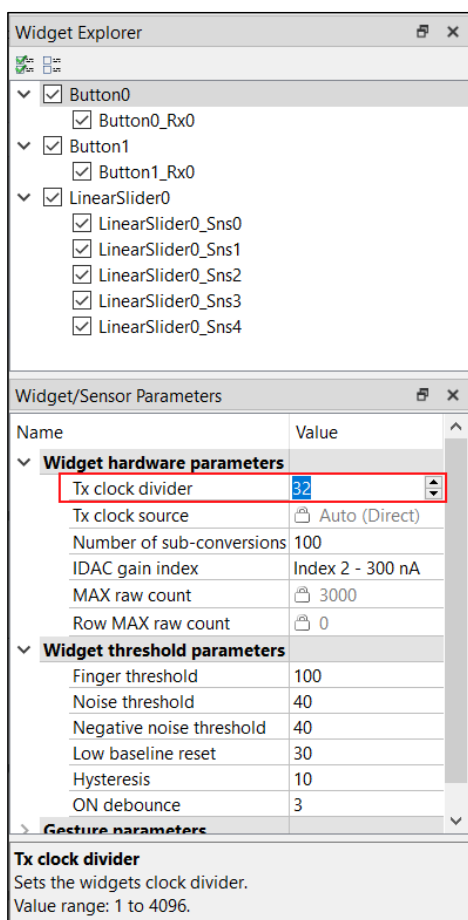 Widget Explorer
Button0
Button0_Rx0
Button1
Button1_Rx0
LinearSlider0
LinearSlider0_Sns0
LinearSlider0_Sns1
LinearSlider0_Sns2
LinearSlider0_Sns3
LinearSlider0_Sns4
Widget/Sensor Parameters
Name Value
Widget hardware parameters
Tx clock divider 32
Tx clock source Auto (Direct)
Number of sub-conversions 100
IDAC gain index Index 2 - 300 nA
MAX raw count 3000
Row MAX raw count 0
Widget threshold parameters
Finger threshold 100
Noise threshold 40
Negative noise threshold 40
Low baseline reset 30
Hysteresis 10
ON debounce 3
Gesture parameters
Tx clock divider
Sets the widgets clock divider.
Value range: 1 to 4096.